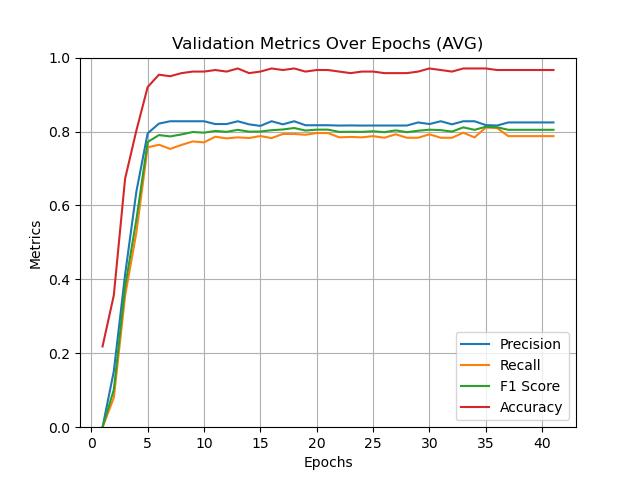 Validation Metrics Over Epochs (AVG)
1.0
0.8
0.6
0.4
0.2
0.0
Metrics
0 5 10 15 20 25 30 35 40
Epochs
Precision
Recall
F1 Score
Accuracy